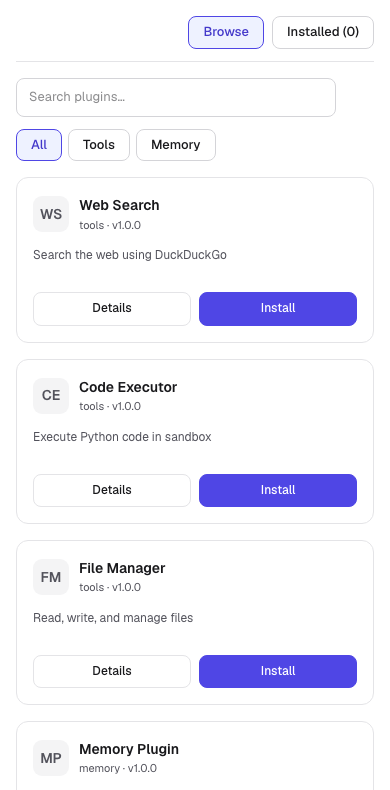 Browse
Installed (0)
Search plugins...
All
Tools
Memory
WS
Web Search
tools · v1.0.0
Search the web using DuckDuckGo
Details
Install
CE
Code Executor
tools · v1.0.0
Execute Python code in sandbox
Details
Install
FM
File Manager
tools · v1.0.0
Read, write, and manage files
Details
Install
MP
Memory Plugin
memory · v1.0.0